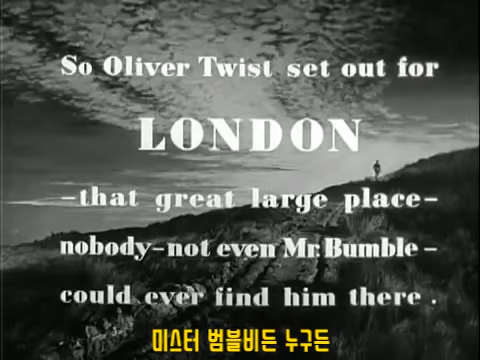 So Oliver Twist set out for
LONDON
-that great large place-
nobody-not even Mr. Bumble-
could ever find him there.
미스터 범블비든 누구든